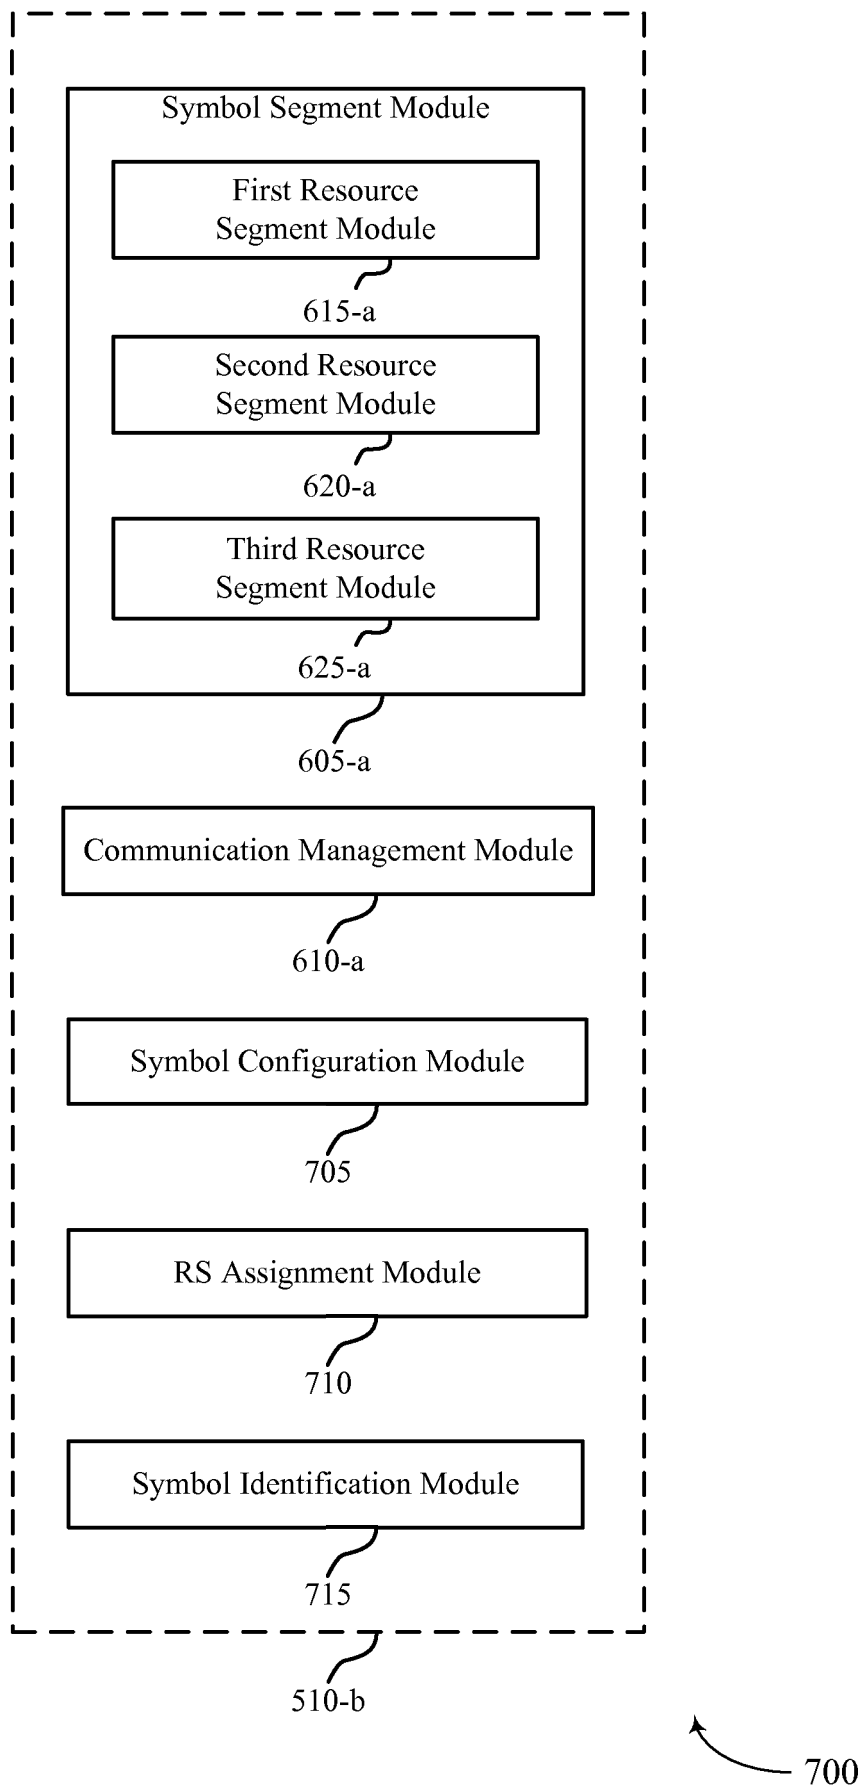 Symbol Segment Module
First Resource
Segment Module
615-a
Second Resource
Segment Module
620-a
Third Resource
Segment Module
625-a
605-a
Communication Management Module
610-a
Symbol Configuration Module
705
RS Assignment Module
710
Symbol Identification Module
715
510-b
700